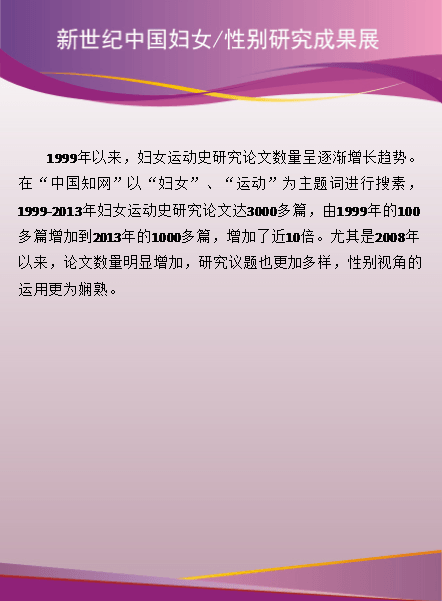 新世纪中国妇女/性别研究成果展
1999年以来，妇女运动史研究论文数量呈逐渐增长趋势。
在“中国知网”以“妇女”、“运动”为主题词进行搜素，
1999-2013年妇女运动史研究论文达3000多篇，由1999年的100
多篇增加到2013年的1000多篇，增加了近10倍。尤其是2008年
以来，论文数量明显增加，研究议题也更加多样，性别视角的
运用更为娴熟。